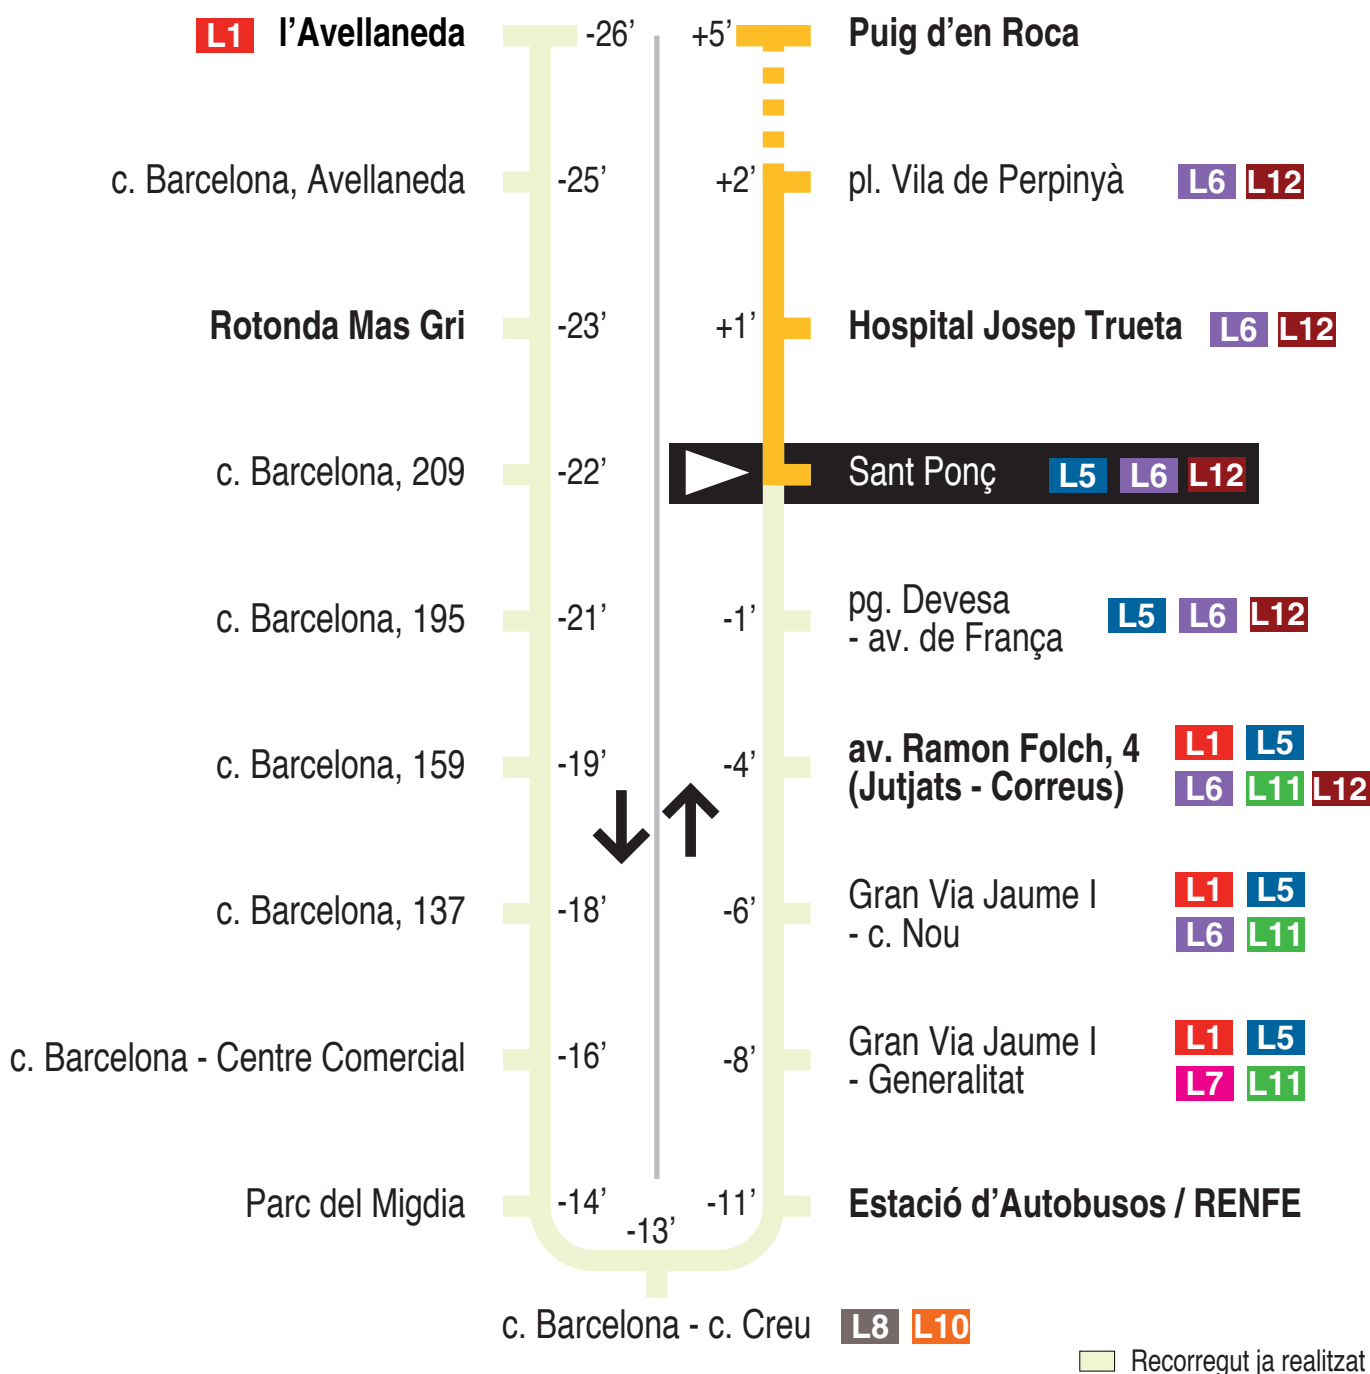 L1 l’Avellaneda -26’
c. Barcelona, Avellaneda -25’
Rotonda Mas Gri -23’
c. Barcelona, 209 -22’
c. Barcelona, 195 -21’
c. Barcelona, 159 -19’
c. Barcelona, 137 -18’
c. Barcelona - Centre Comercial -16’
Parc del Migdia -14’
-13’
c. Barcelona - c. Creu L8 L10
+5’ Puig d’en Roca
+2’ pl. Vila de Perpinyà L6 L12
+1’ Hospital Josep Trueta L6 L12
Sant Ponç L5 L6 L12
-1’ pg. Devesa
- av. de França L5 L6 L12
-4’ av. Ramon Folch, 4 L1 L5
(Jutjats - Correus) L6 L11 L12
-6’ Gran Via Jaume I L1 L5
- c. Nou L6 L11
-8’ Gran Via Jaume I L1 L5
- Generalitat L7 L11
-11’ Estació d’Autobusos / RENFE
Recorregut ja realitzat